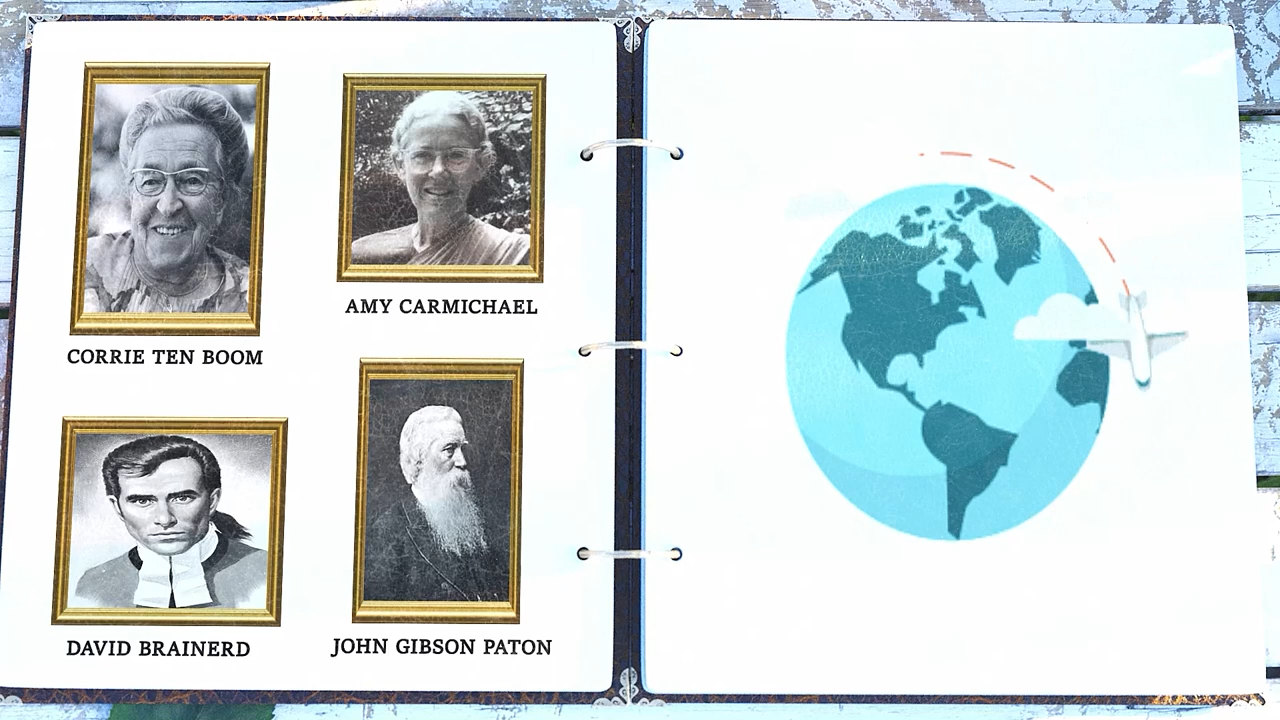 CORRIE TEN BOOM
AMY CARMICHAEL
DAVID BRAINERD
JOHN GIBSON PATON